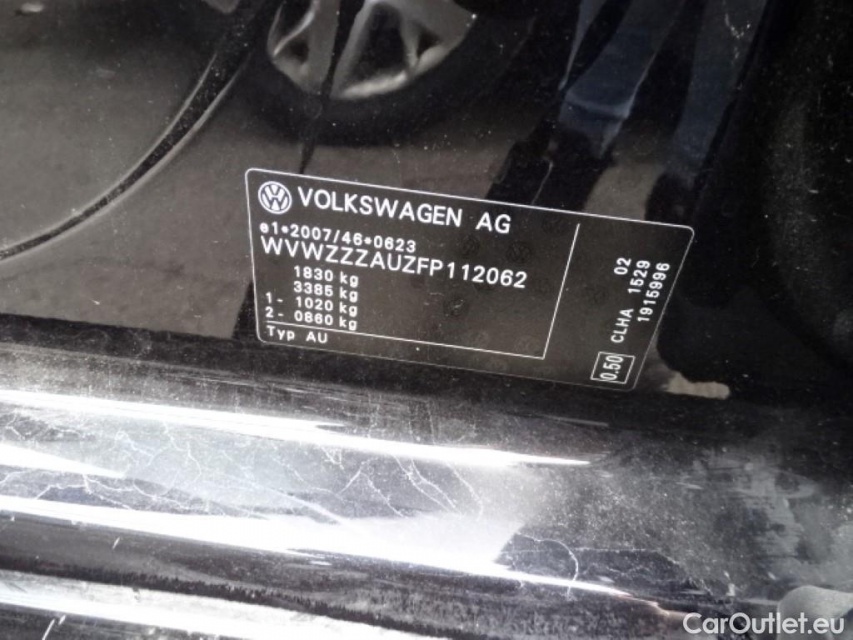 VOLKSWAGEN AG
e1*2007/46*0623
WVWZZZAUZFP112062
1830 kg
3385 kg
1- 1020 kg
2- 0860 kg
Typ AU
02
CLHA 1529
1915996
0.50
CarOutlet.eu